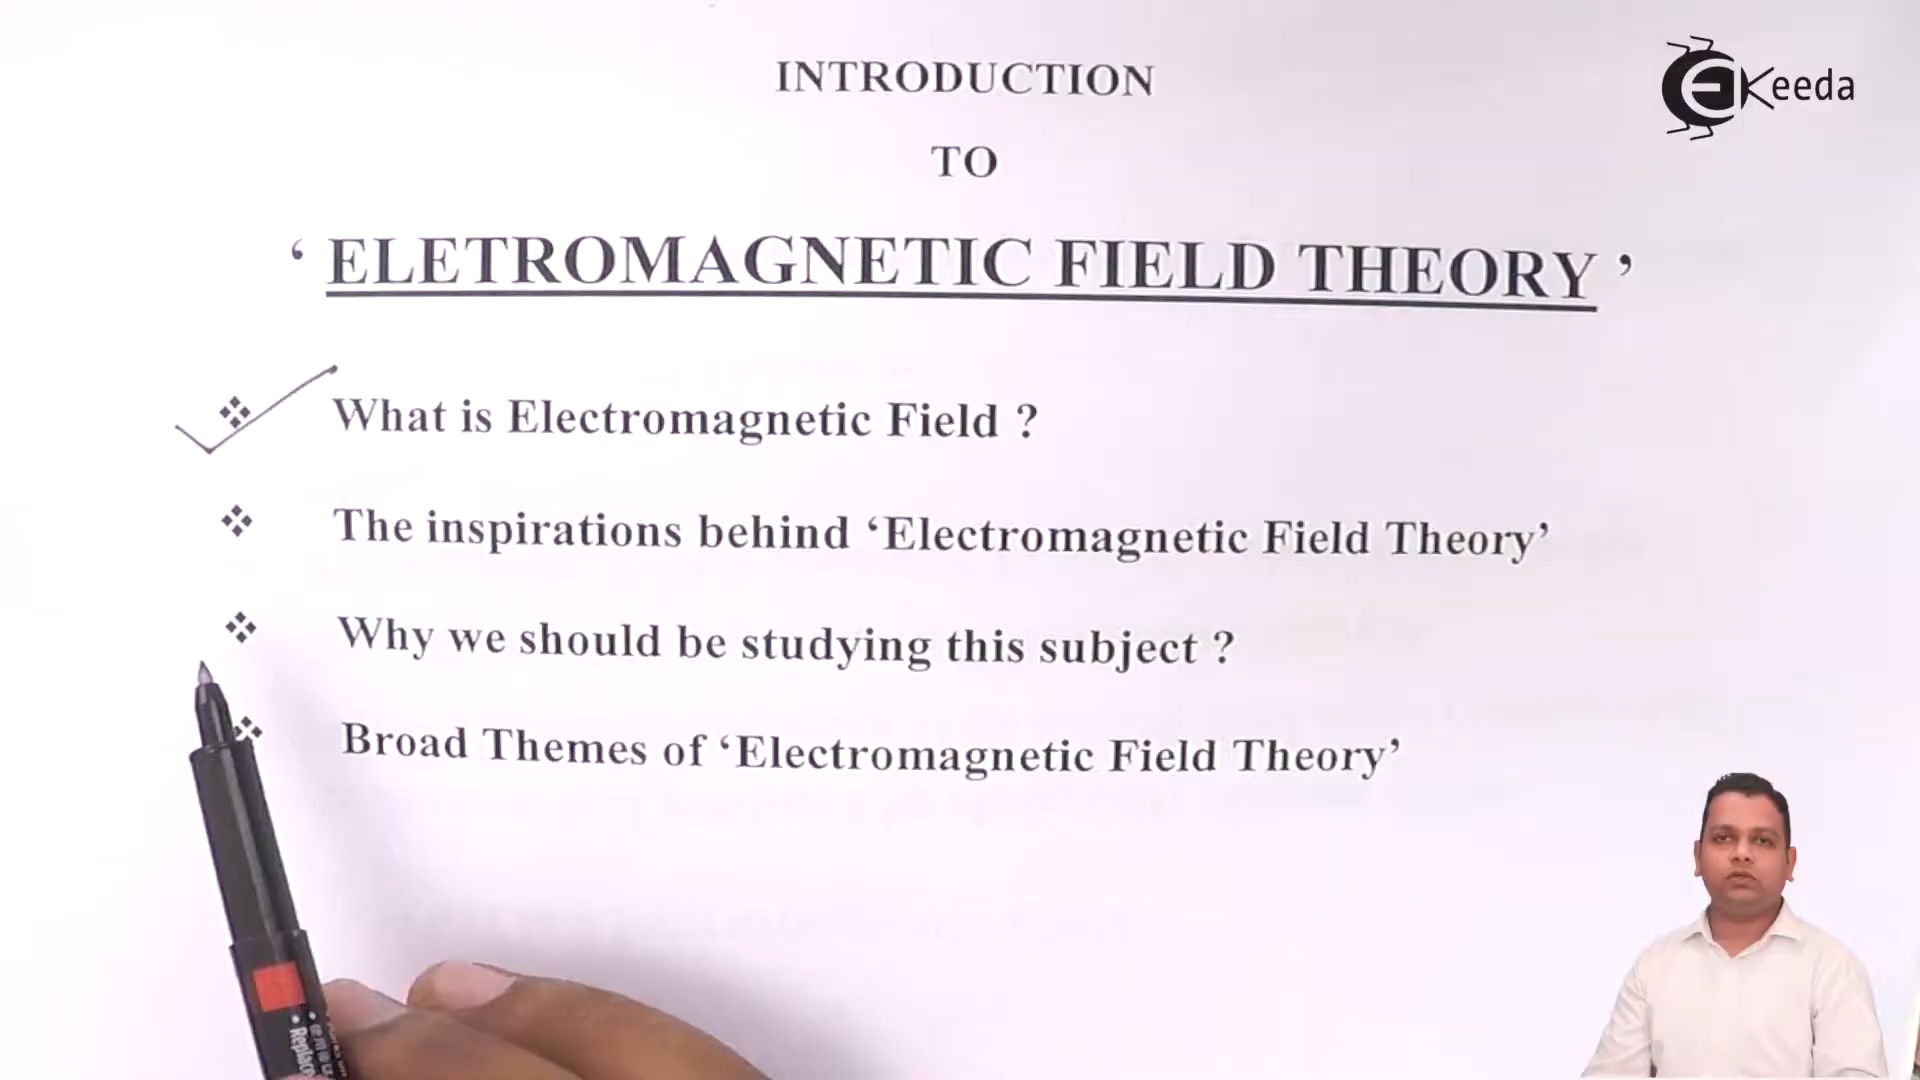 INTRODUCTION
TO
‘ ELETROMAGNETIC FIELD THEORY ’
What is Electromagnetic Field ?
The inspirations behind ‘Electromagnetic Field Theory’
Why we should be studying this subject ?
Broad Themes of ‘Electromagnetic Field Theory’
EKeeda